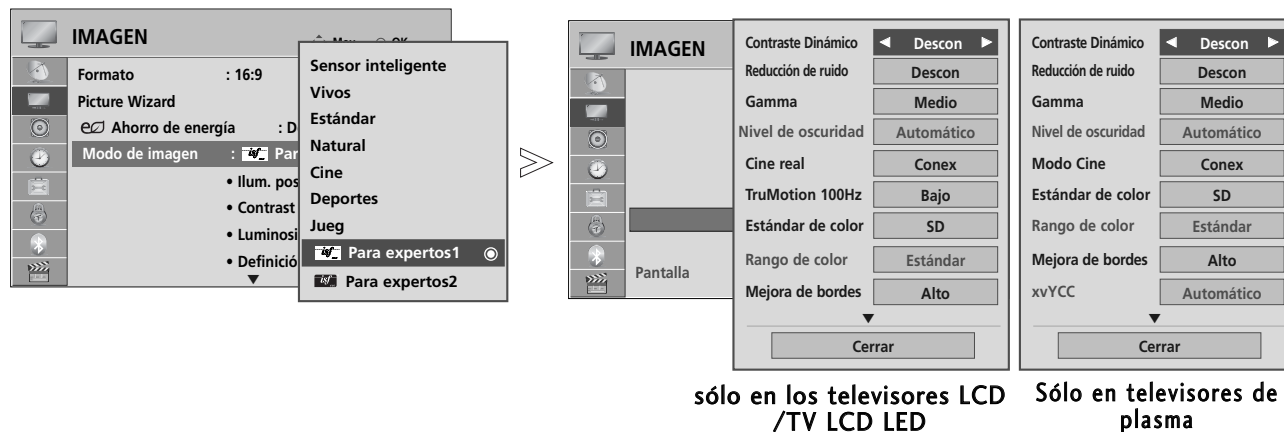 IMAGEN
OK
Formato : 16:9
Picture Wizard
Ahorro de energía : D
Modo de imagen : isf Par
• Ilum. pos
• Contrast
• Luminosi
• Definició
▼
Sensor inteligente
Vivos
Estándar
Natural
Cine
Deportes
Jueg
isf Para expertos1
isf Para expertos2
IMAGEN
Pantalla
Contraste Dinámico ◀ Descon ▶
Reducción de ruido Descon
Gamma Medio
Nivel de oscuridad Automático
Cine real Conex
TruMotion 100Hz Bajo
Estándar de color SD
Rango de color Estándar
Mejora de bordes Alto
▼
Cerrar
Contraste Dinámico ◀ Descon ▶
Reducción de ruido Descon
Gamma Medio
Nivel de oscuridad Automático
Modo Cine Conex
Estándar de color SD
Rango de color Estándar
Mejora de bordes Alto
xvYCC Automático
▼
Cerrar
sólo en los televisores LCD
/TV LCD LED
Sólo en televisores de
plasma